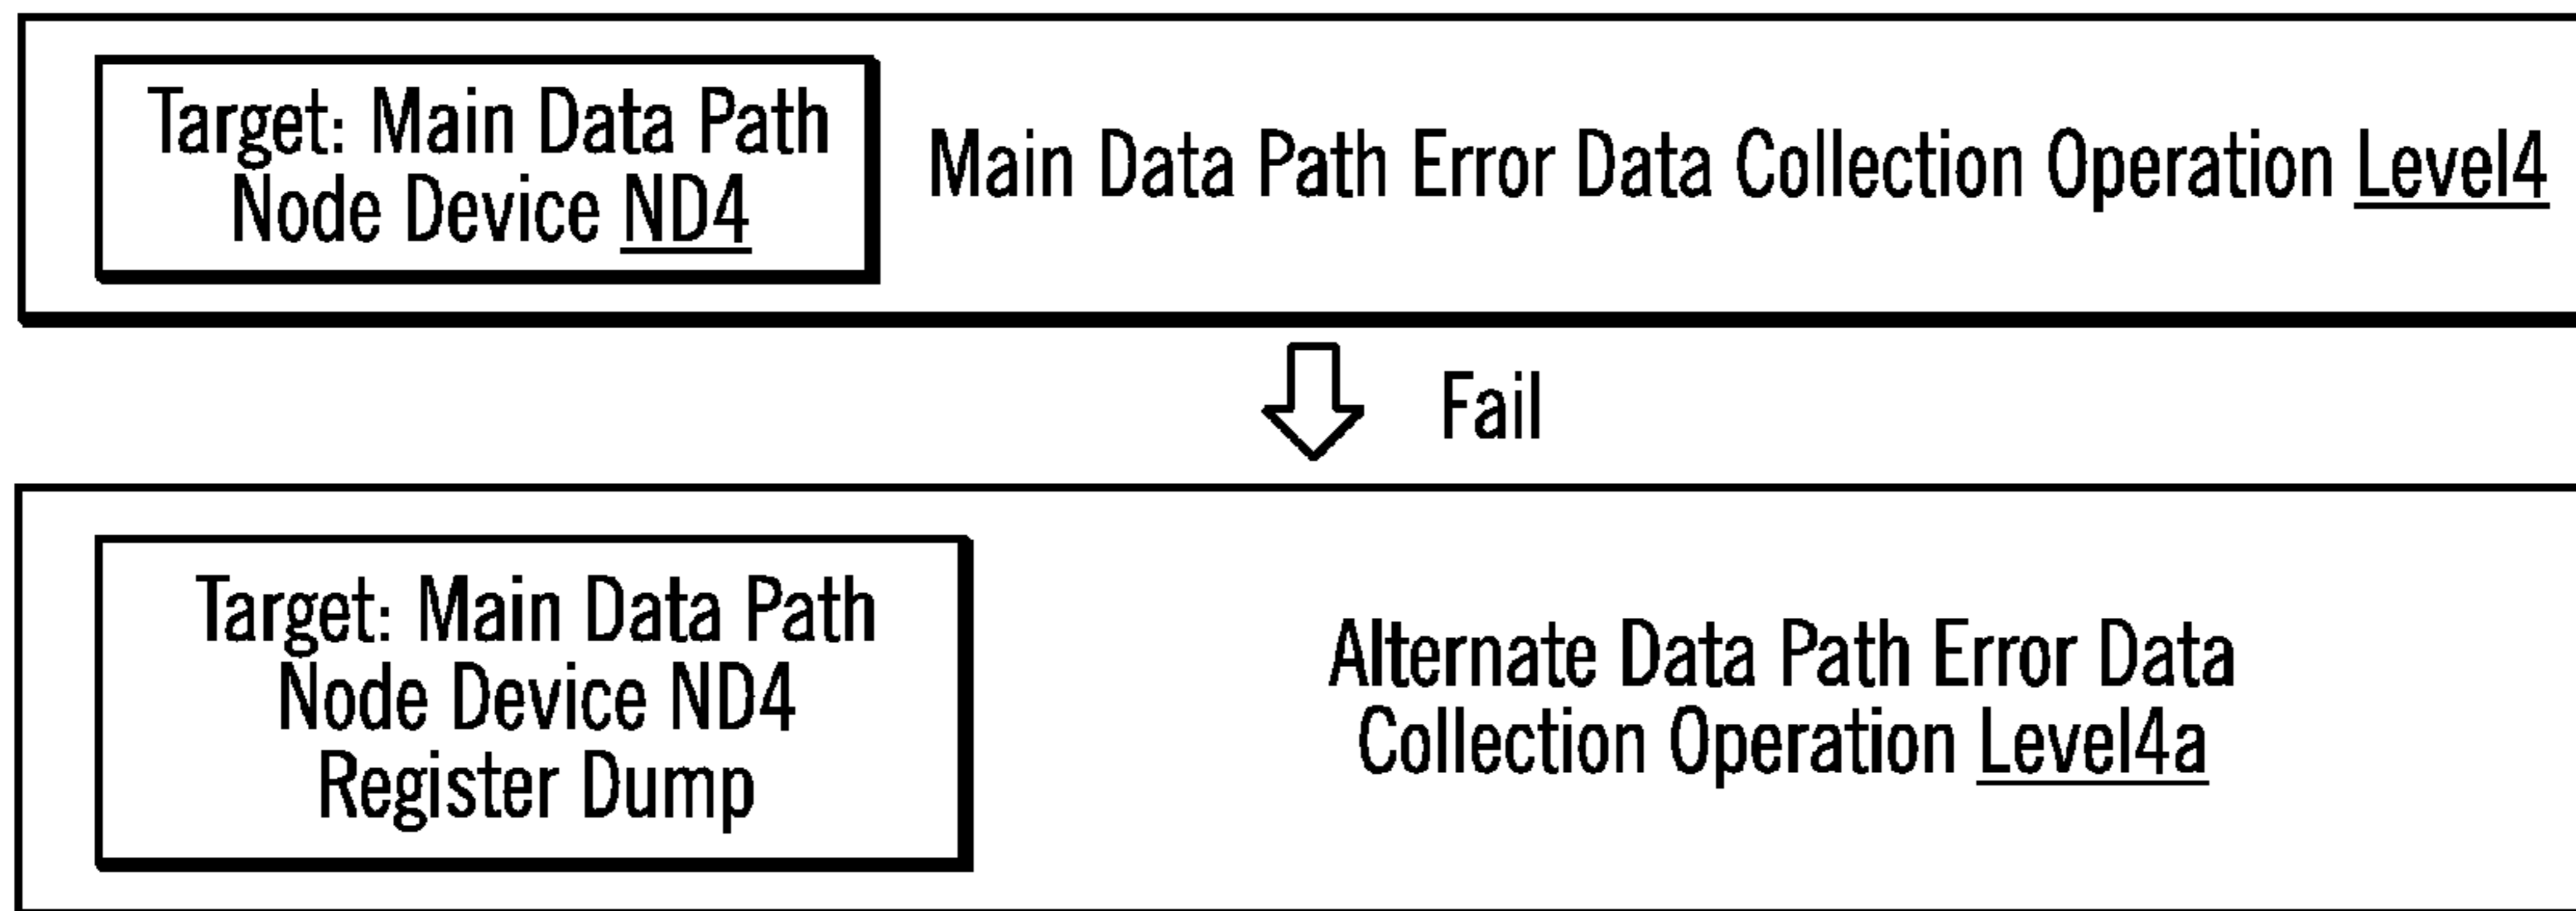 Target: Main Data Path
Node Device ND4
Main Data Path Error Data Collection Operation Level4
Fail
Target: Main Data Path
Node Device ND4
Register Dump
Alternate Data Path Error Data
Collection Operation Level4a